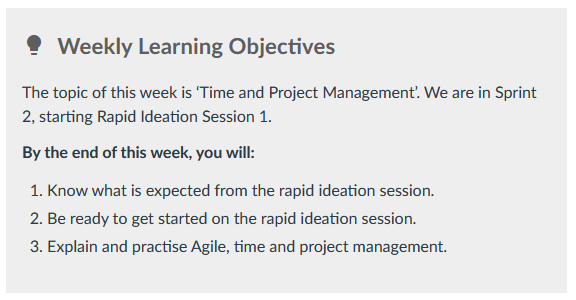 Weekly Learning Objectives
The topic of this week is ‘Time and Project Management’. We are in Sprint
2, starting Rapid Ideation Session 1.
By the end of this week, you will:
1. Know what is expected from the rapid ideation session.
2. Be ready to get started on the rapid ideation session.
3. Explain and practise Agile, time and project management.